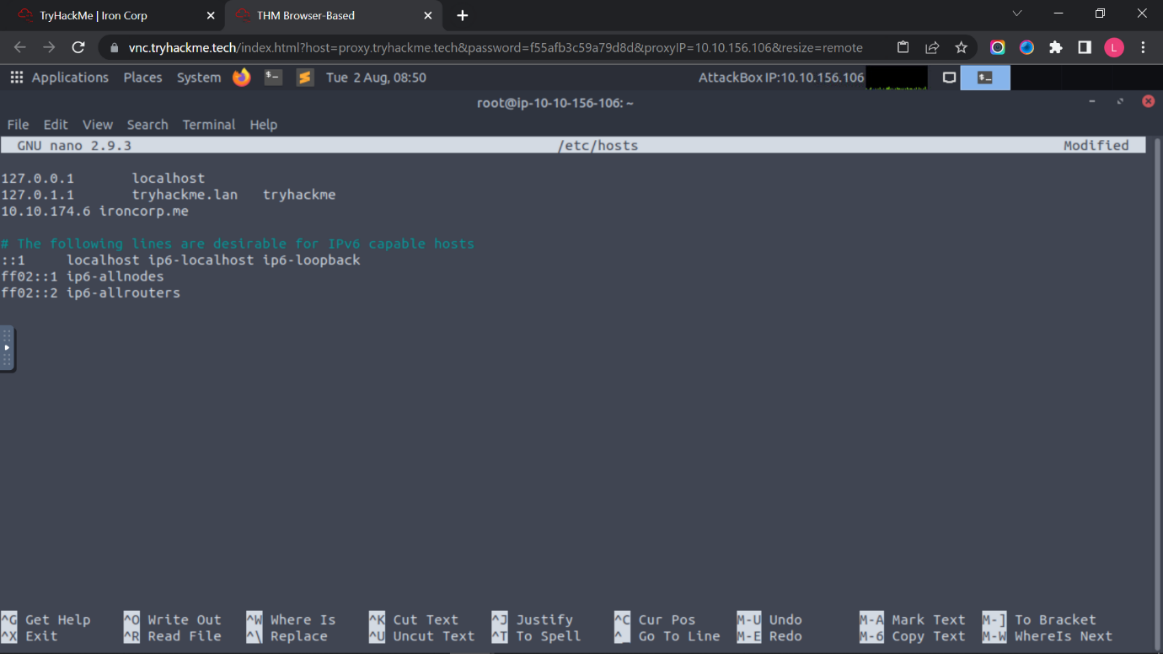 TryHackMe | Iron Corp
THM Browser-Based
vnc.tryhackme.tech/index.html?host=proxy.tryhackme.tech&password=f55afb3c59a79d8d&proxyIP=10.10.156.106&resize=remote
L
Applications Places System Tue 2 Aug, 08:50 AttackBox IP:10.10.156.106
root@ip-10-10-156-106: ~
File Edit View Search Terminal Help
GNU nano 2.9.3 /etc/hosts Modified
127.0.0.1 localhost
127.0.1.1 tryhackme.lan tryhackme
10.10.174.6 ironcorp.me
# The following lines are desirable for IPv6 capable hosts
::1 localhost ip6-localhost ip6-loopback
ff02::1 ip6-allnodes
ff02::2 ip6-allrouters
^G Get Help ^O Write Out ^W Where Is ^K Cut Text ^J Justify ^C Cur Pos M-U Undo M-A Mark Text M-] To Bracket
^X Exit ^R Read File ^\ Replace ^U Uncut Text ^T To Spell ^_ Go To Line M-E Redo M-6 Copy Text M-W WhereIs Next